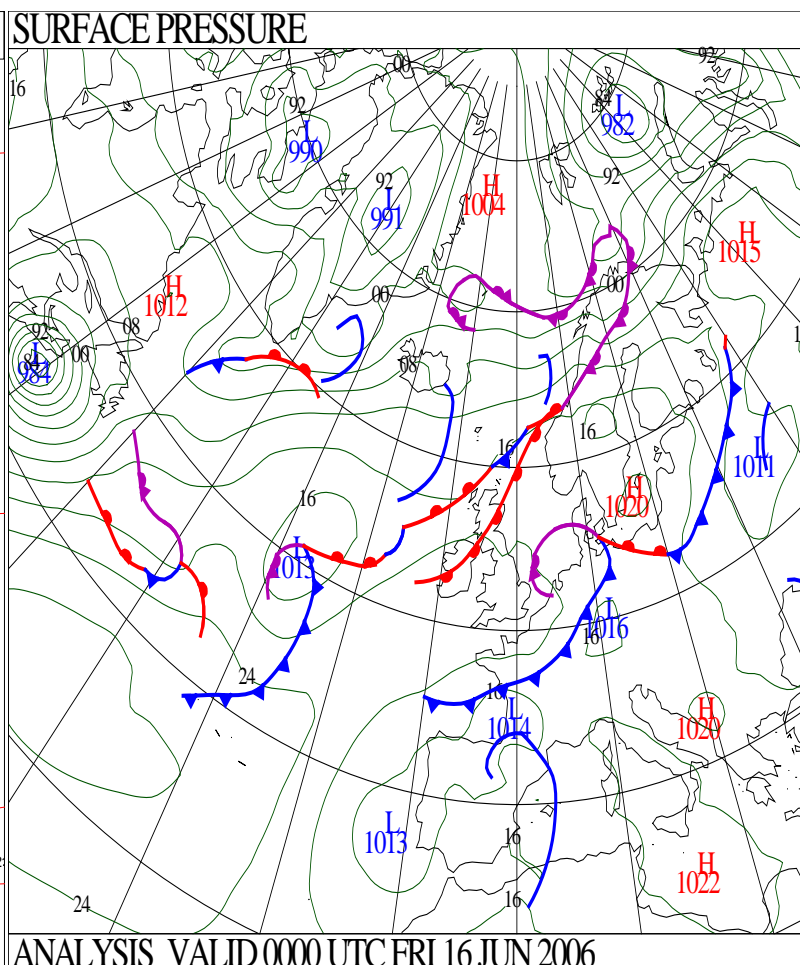 SURFACE PRESSURE
92
00
16
84
92
L
982
L
990
92
92
L
991
H
1004
H
1015
00
00
H
1012
08
92
00
L
984
08
16
16
L
1011
16
H
1020
L
1013
L
1016
16
24
16
L
1014
H
1020
L
1013
16
H
1022
16
24
ANALYSIS VALID 0000 UTC FRI 16 JUN 2006